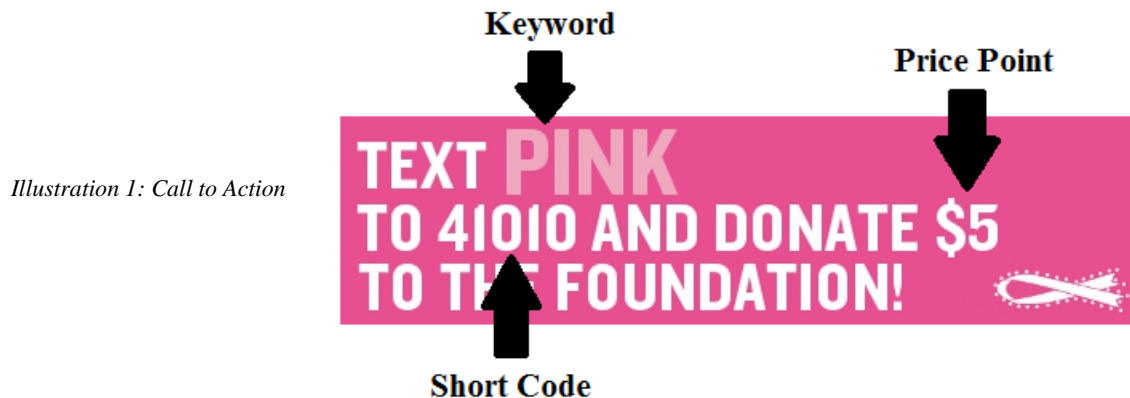 Keyword
Price Point
Illustration 1: Call to Action
TEXT PINK
TO 41010 AND DONATE $5
TO THE FOUNDATION!
Short Code